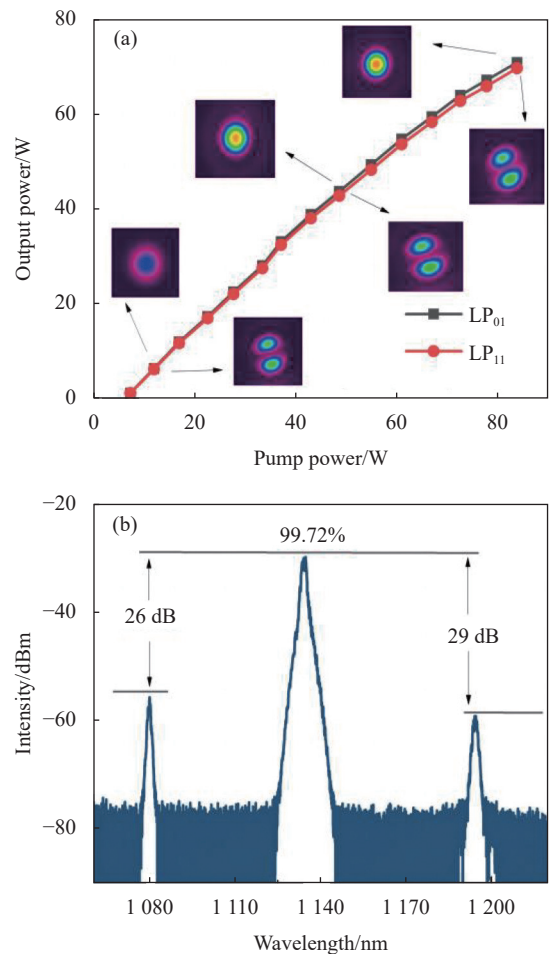 (a)
80
60
40
20
0
Output power/W
LP₀₁
LP₁₁
0 20 40 60 80
Pump power/W
(b)
−20
−40
−60
−80
Intensity/dBm
99.72%
26 dB
29 dB
1 080 1 110 1 140 1 170 1 200
Wavelength/nm